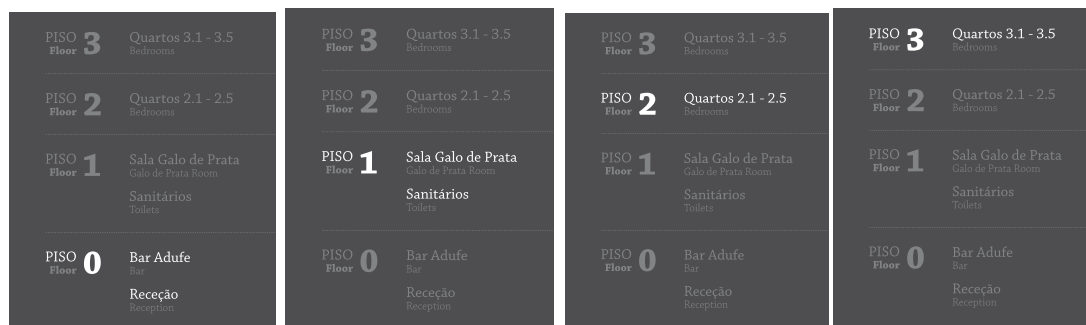 PISO 3 Quartos 3.1 - 3.5
Floor Bedrooms
PISO 2 Quartos 2.1 - 2.5
Floor Bedrooms
PISO 1 Sala Galo de Prata
Floor Galo de Prata Room
Sanitários
Toilets
PISO 0 Bar Adufe
Floor Bar
Receção
Reception
PISO 3 Quartos 3.1 - 3.5
Floor Bedrooms
PISO 2 Quartos 2.1 - 2.5
Floor Bedrooms
PISO 1 Sala Galo de Prata
Floor Galo de Prata Room
Sanitários
Toilets
PISO 0 Bar Adufe
Floor Bar
Receção
Reception
PISO 3 Quartos 3.1 - 3.5
Floor Bedrooms
PISO 2 Quartos 2.1 - 2.5
Floor Bedrooms
PISO 1 Sala Galo de Prata
Floor Galo de Prata Room
Sanitários
Toilets
PISO 0 Bar Adufe
Floor Bar
Receção
Reception
PISO 3 Quartos 3.1 - 3.5
Floor Bedrooms
PISO 2 Quartos 2.1 - 2.5
Floor Bedrooms
PISO 1 Sala Galo de Prata
Floor Galo de Prata Room
Sanitários
Toilets
PISO 0 Bar Adufe
Floor Bar
Receção
Reception